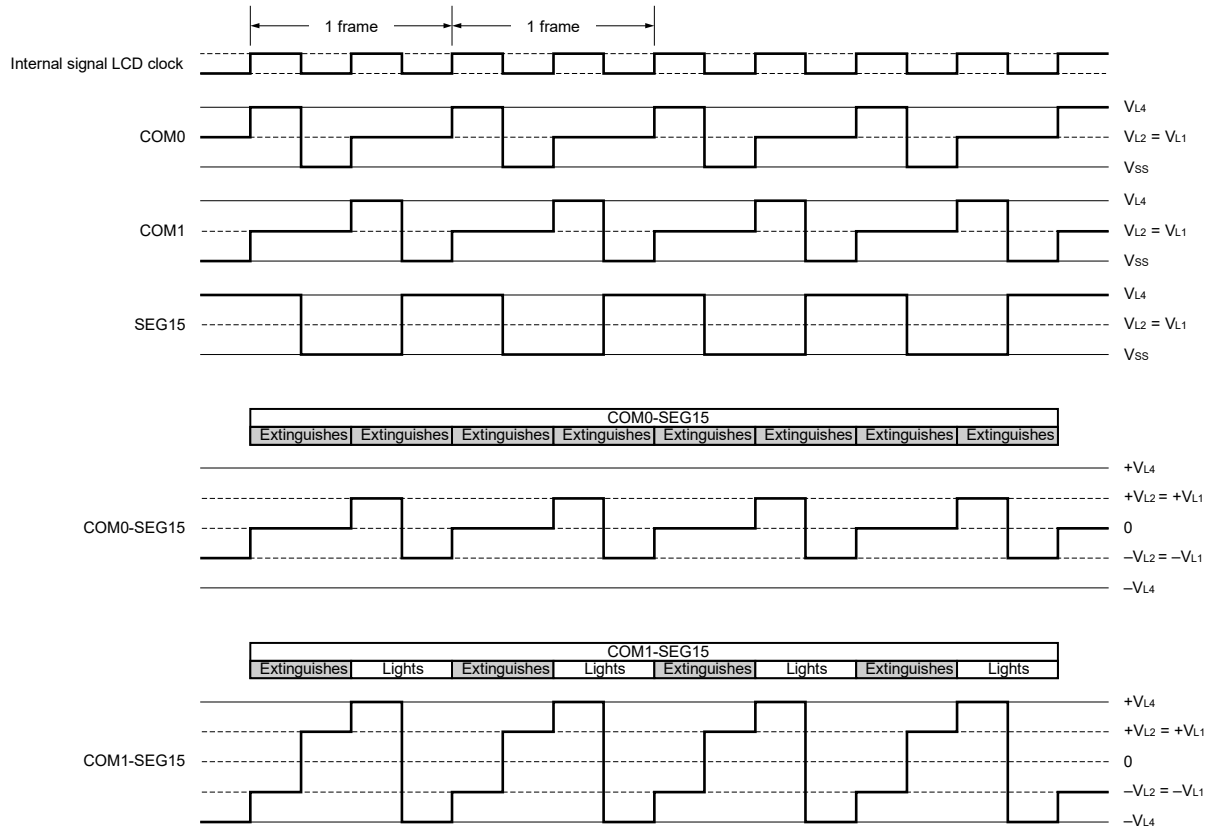 1 frame 1 frame
Internal signal LCD clock
VL4
COM0 VL2 = VL1
VSS
VL4
COM1 VL2 = VL1
VSS
VL4
SEG15 VL2 = VL1
VSS
COM0-SEG15
Extinguishes Extinguishes Extinguishes Extinguishes Extinguishes Extinguishes Extinguishes Extinguishes
+VL4
+VL2 = +VL1
COM0-SEG15 0
–VL2 = –VL1
–VL4
COM1-SEG15
Extinguishes Lights Extinguishes Lights Extinguishes Lights Extinguishes Lights
+VL4
+VL2 = +VL1
COM1-SEG15 0
–VL2 = –VL1
–VL4